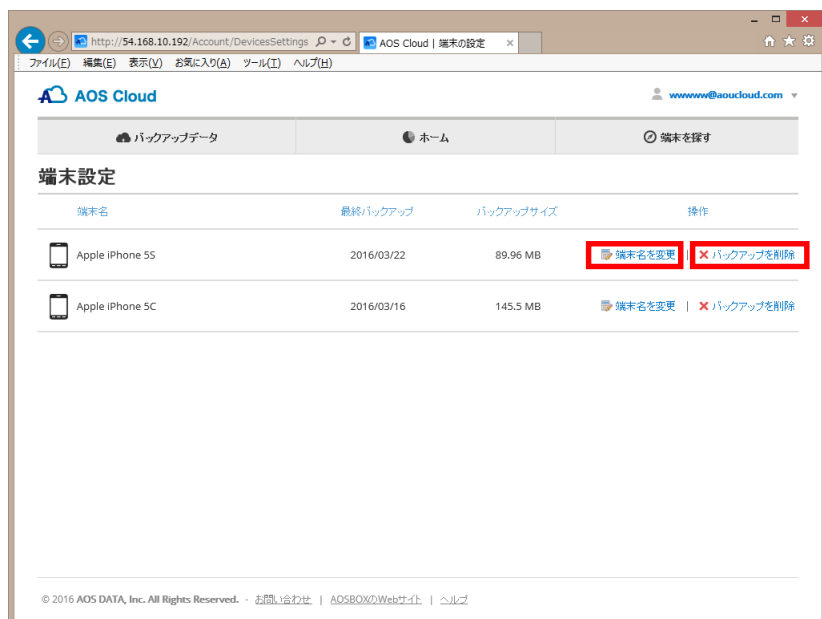 http://54.168.10.192/Account/DevicesSettings
AOS Cloud | 端末の設定
ファイル(F) 編集(E) 表示(V) お気に入り(A) ツール(T) ヘルプ(H)
AOS Cloud
wwwww@aoucloud.com
バックアップデータ ホーム 端末を探す
端末設定
端末名 最終バックアップ バックアップサイズ 操作
Apple iPhone 5S 2016/03/22 89.96 MB 端末名を変更 | バックアップを削除
Apple iPhone 5C 2016/03/16 145.5 MB 端末名を変更 | バックアップを削除
© 2016 AOS DATA, Inc. All Rights Reserved. - お問い合わせ | AOSBOXのWebサイト | ヘルプ